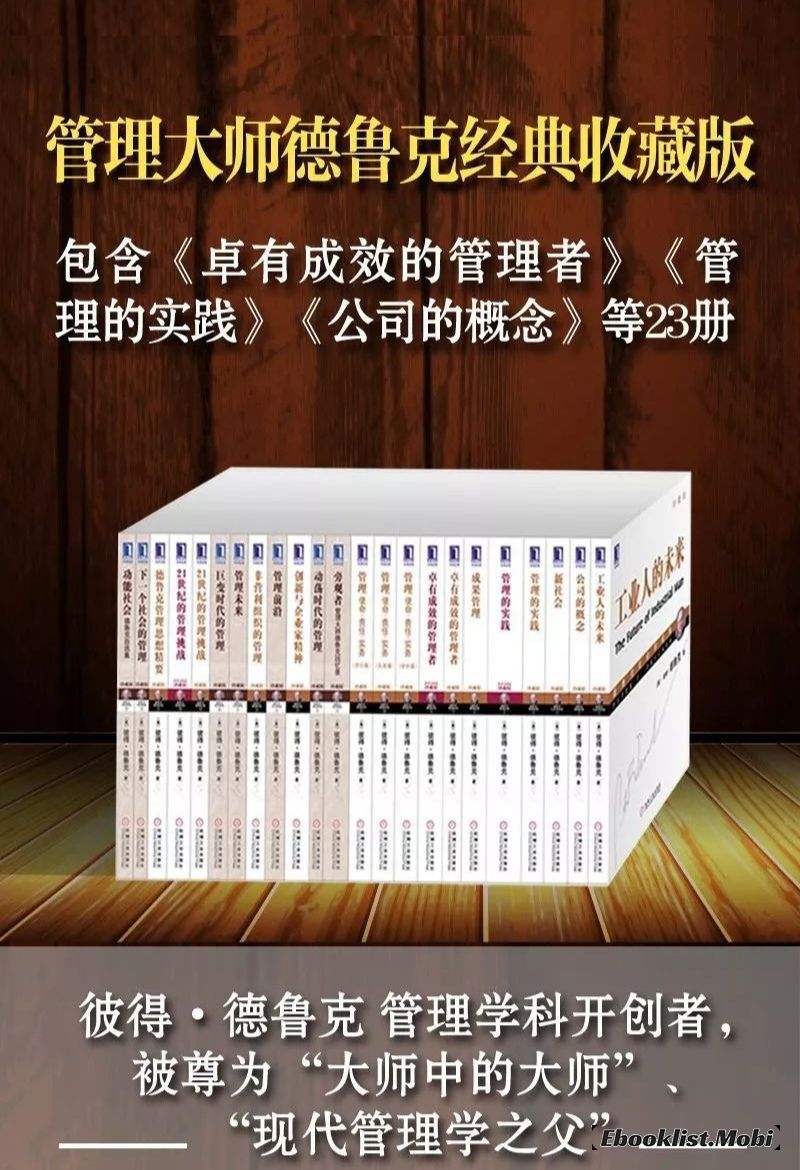 管理大师德鲁克经典收藏版
包含《卓有成效的管理者》《管
理的实践》《公司的概念》等23册
功能社会
下一个社会的管理
德鲁克管理思想精要
21世纪的管理挑战
21世纪的管理挑战
巨变时代的管理
管理未来
非营利组织的管理
管理前沿
创新与企业家精神
动荡时代的管理
旁观者
卓有成效的管理者
卓有成效的管理者
成果管理
管理的实践
管理的实践
新社会
公司的概念
工业人的未来
工业人的未来
The Future of Industrial Man
彼得·德鲁克 管理学科开创者，
被尊为“大师中的大师”、
“现代管理学之父”
Ebooklist.Mobi